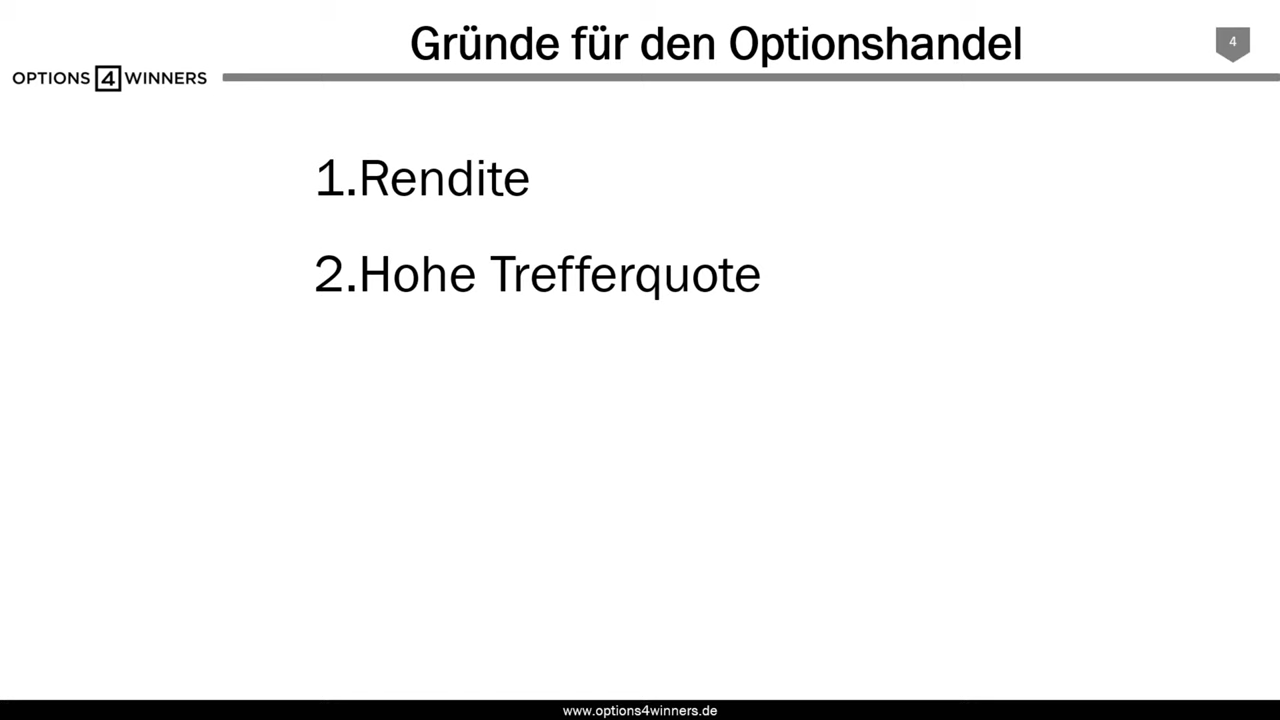 Gründe für den Optionshandel
4
OPTIONS 4 WINNERS
1.Rendite
2.Hohe Trefferquote
www.options4winners.de